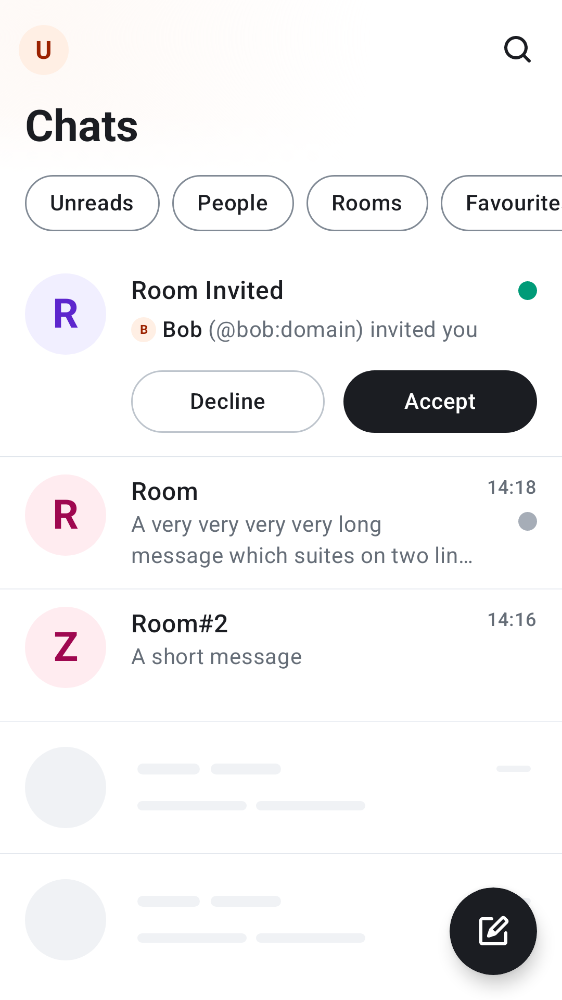 U
Chats
Unreads
People
Rooms
Favourite
R
Room Invited
B Bob (@bob:domain) invited you
Decline
Accept
R
Room
14:18
A very very very very long
message which suites on two lin…
Z
Room#2
14:16
A short message